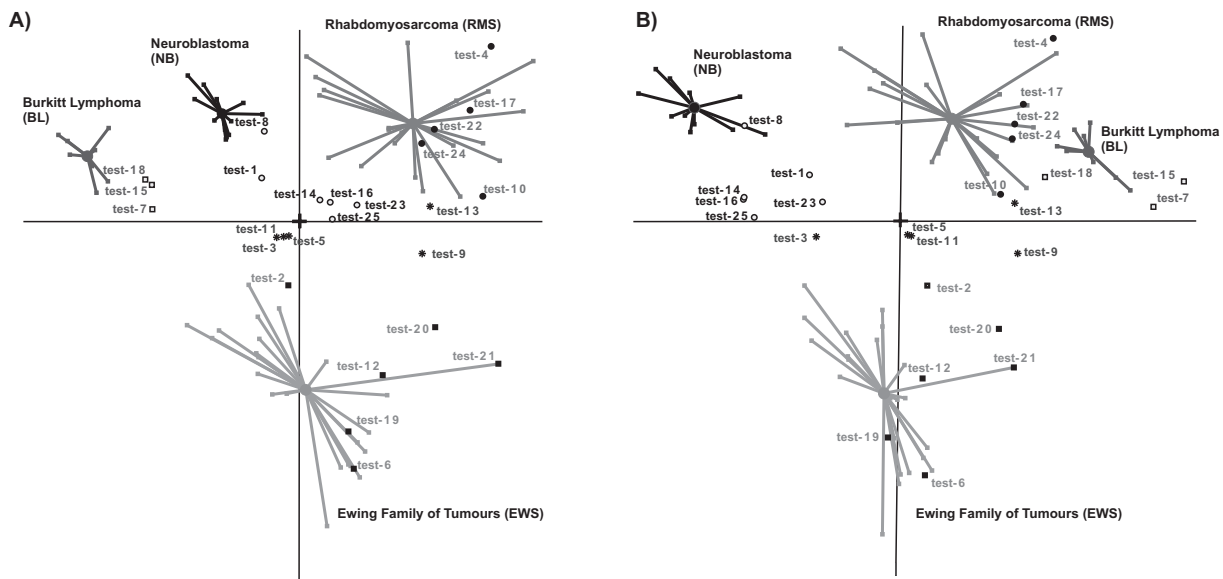 A)
Rhabdomyosarcoma (RMS)
Neuroblastoma
(NB)
test-4
Burkitt Lymphoma
(BL)
test-8
test-17
test-22
test-24
test-18
test-15
test-7
test-1
test-14
test-16
test-10
test-23
test-13
test-25
test-11
test-3
test-5
test-9
test-2
test-20
test-12
test-21
test-19
test-6
Ewing Family of Tumours (EWS)
B)
Rhabdomyosarcoma (RMS)
test-4
Neuroblastoma
(NB)
test-17
test-8
test-22
test-24
Burkitt Lymphoma
(BL)
test-1
test-18
test-15
test-14
test-16
test-23
test-10
test-7
test-25
test-13
test-3
test-5
test-11
test-9
test-2
test-20
test-12
test-21
test-19
test-6
Ewing Family of Tumours (EWS)